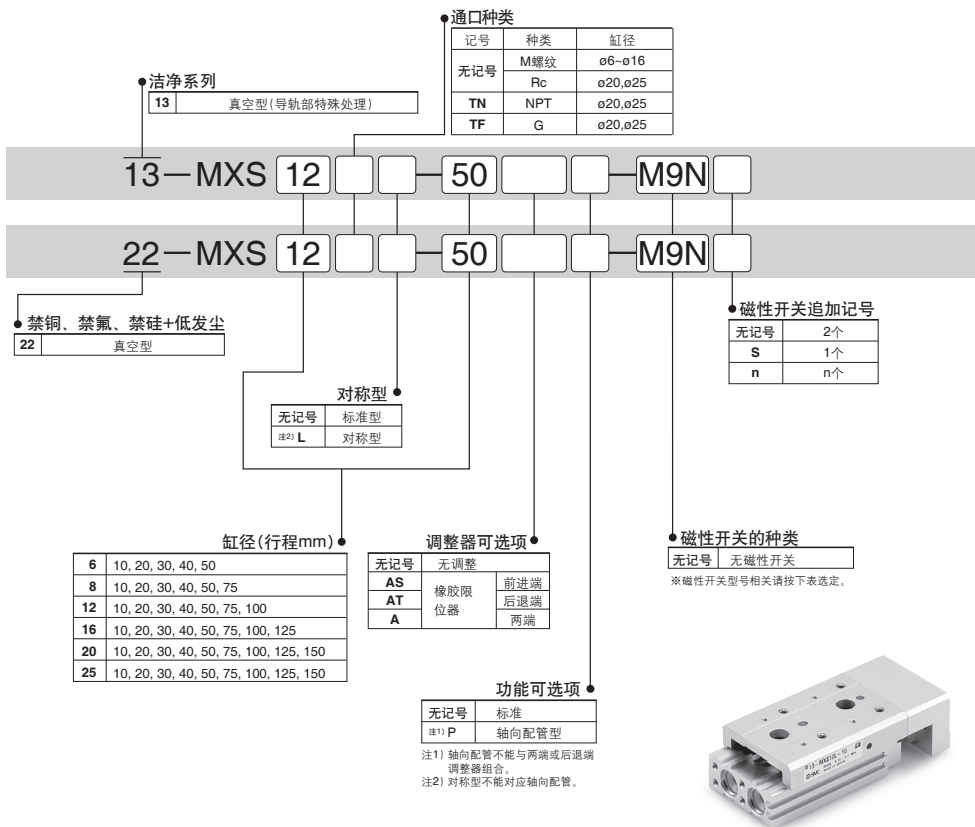 通口种类
记号 种类 缸径
无记号 M螺纹 ø6~ø16
Rc ø20,ø25
TN NPT ø20,ø25
TF G ø20,ø25
洁净系列
13 真空型(导轨部特殊处理)
13—MXS 12 — 50 — M9N
22—MXS 12 — 50 — M9N
禁铜、禁氟、禁硅+低发尘
22 真空型
磁性开关追加记号
无记号 2个
S 1个
n n个
对称型
无记号 标准型
注2) L 对称型
缸径(行程mm)
6 10, 20, 30, 40, 50
8 10, 20, 30, 40, 50, 75
12 10, 20, 30, 40, 50, 75, 100
16 10, 20, 30, 40, 50, 75, 100, 125
20 10, 20, 30, 40, 50, 75, 100, 125, 150
25 10, 20, 30, 40, 50, 75, 100, 125, 150
调整器可选项
无记号 无调整
AS 橡胶限位器 前进端
AT 后退端
A 两端
磁性开关的种类
无记号 无磁性开关
※磁性开关型号相关请按下表选定。
功能可选项
无记号 标准
注1) P 轴向配管型
注1) 轴向配管不能与两端或后退端
调整器组合。
注2) 对称型不能对应轴向配管。
13-MXS12L-10
SMC